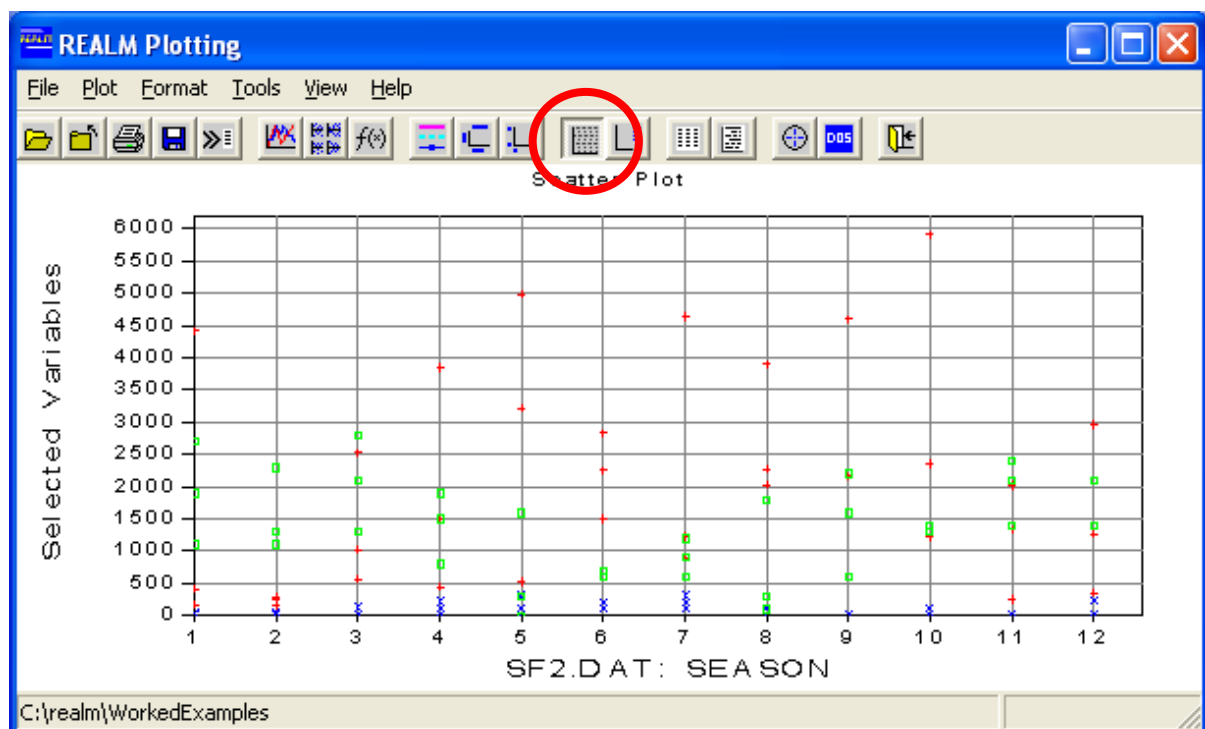 REALM REALM Plotting
File Plot Format Tools View Help
f(x) DOS
Scatter Plot
Selected Variables
6000
5500
5000
4500
4000
3500
3000
2500
2000
1500
1000
500
0
1 2 3 4 5 6 7 8 9 10 11 12
SF2.DAT: SEASON
C:\realm\WorkedExamples